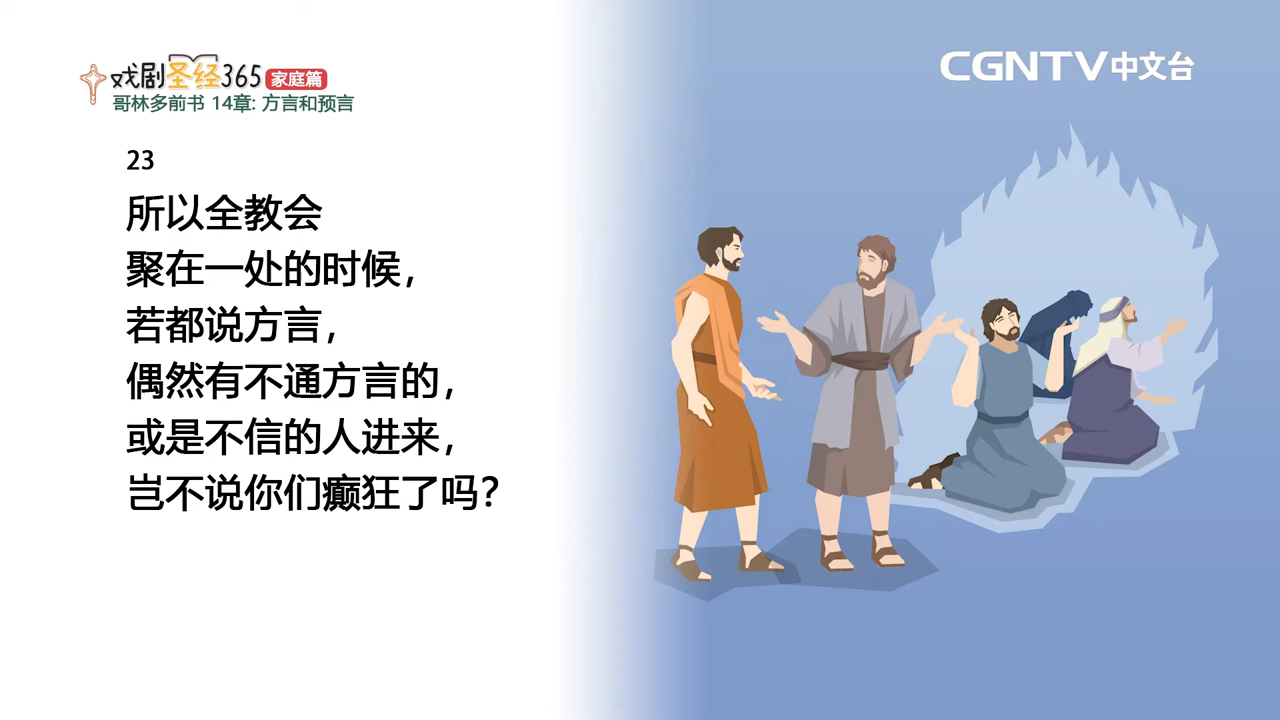 戏剧圣经365 家庭篇
哥林多前书 14章: 方言和预言
CGNTV中文台
23
所以全教会
聚在一处的时候，
若都说方言，
偶然有不通方言的，
或是不信的人进来，
岂不说你们癫狂了吗？